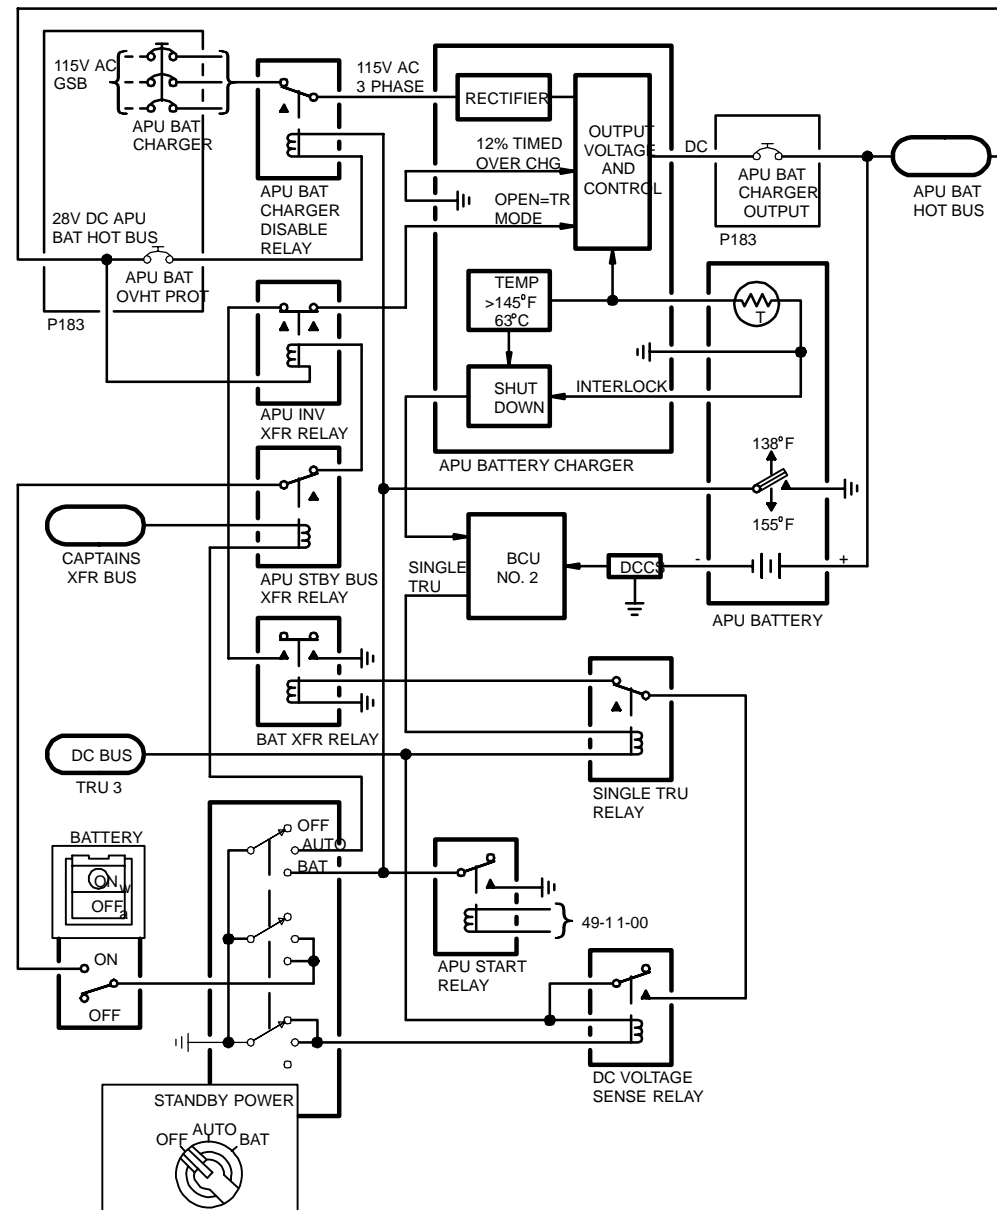 115V AC
GSB
APU BAT
CHARGER
APU BAT
CHARGER
DISABLE
RELAY
115V AC
3 PHASE
RECTIFIER
OUTPUT
VOLTAGE
AND
CONTROL
12% TIMED
OVER CHG
OPEN=TR
MODE
DC
APU BAT
CHARGER
OUTPUT
P183
APU BAT
HOT BUS
28V DC APU
BAT HOT BUS
APU BAT
OVHT PROT
P183
APU INV
XFR RELAY
TEMP
>145°F
63°C
SHUT
DOWN
INTERLOCK
T
APU BATTERY CHARGER
138°F
155°F
CAPTAINS
XFR BUS
APU STBY BUS
XFR RELAY
SINGLE
TRU
BCU
NO. 2
DCCS
-
+
APU BATTERY
BAT XFR RELAY
DC BUS
TRU 3
SINGLE TRU
RELAY
BATTERY
ON
W
OFF
a
ON
OFF
OFF
AUTO
BAT
49-11-00
APU START
RELAY
DC VOLTAGE
SENSE RELAY
STANDBY POWER
OFF
AUTO
BAT